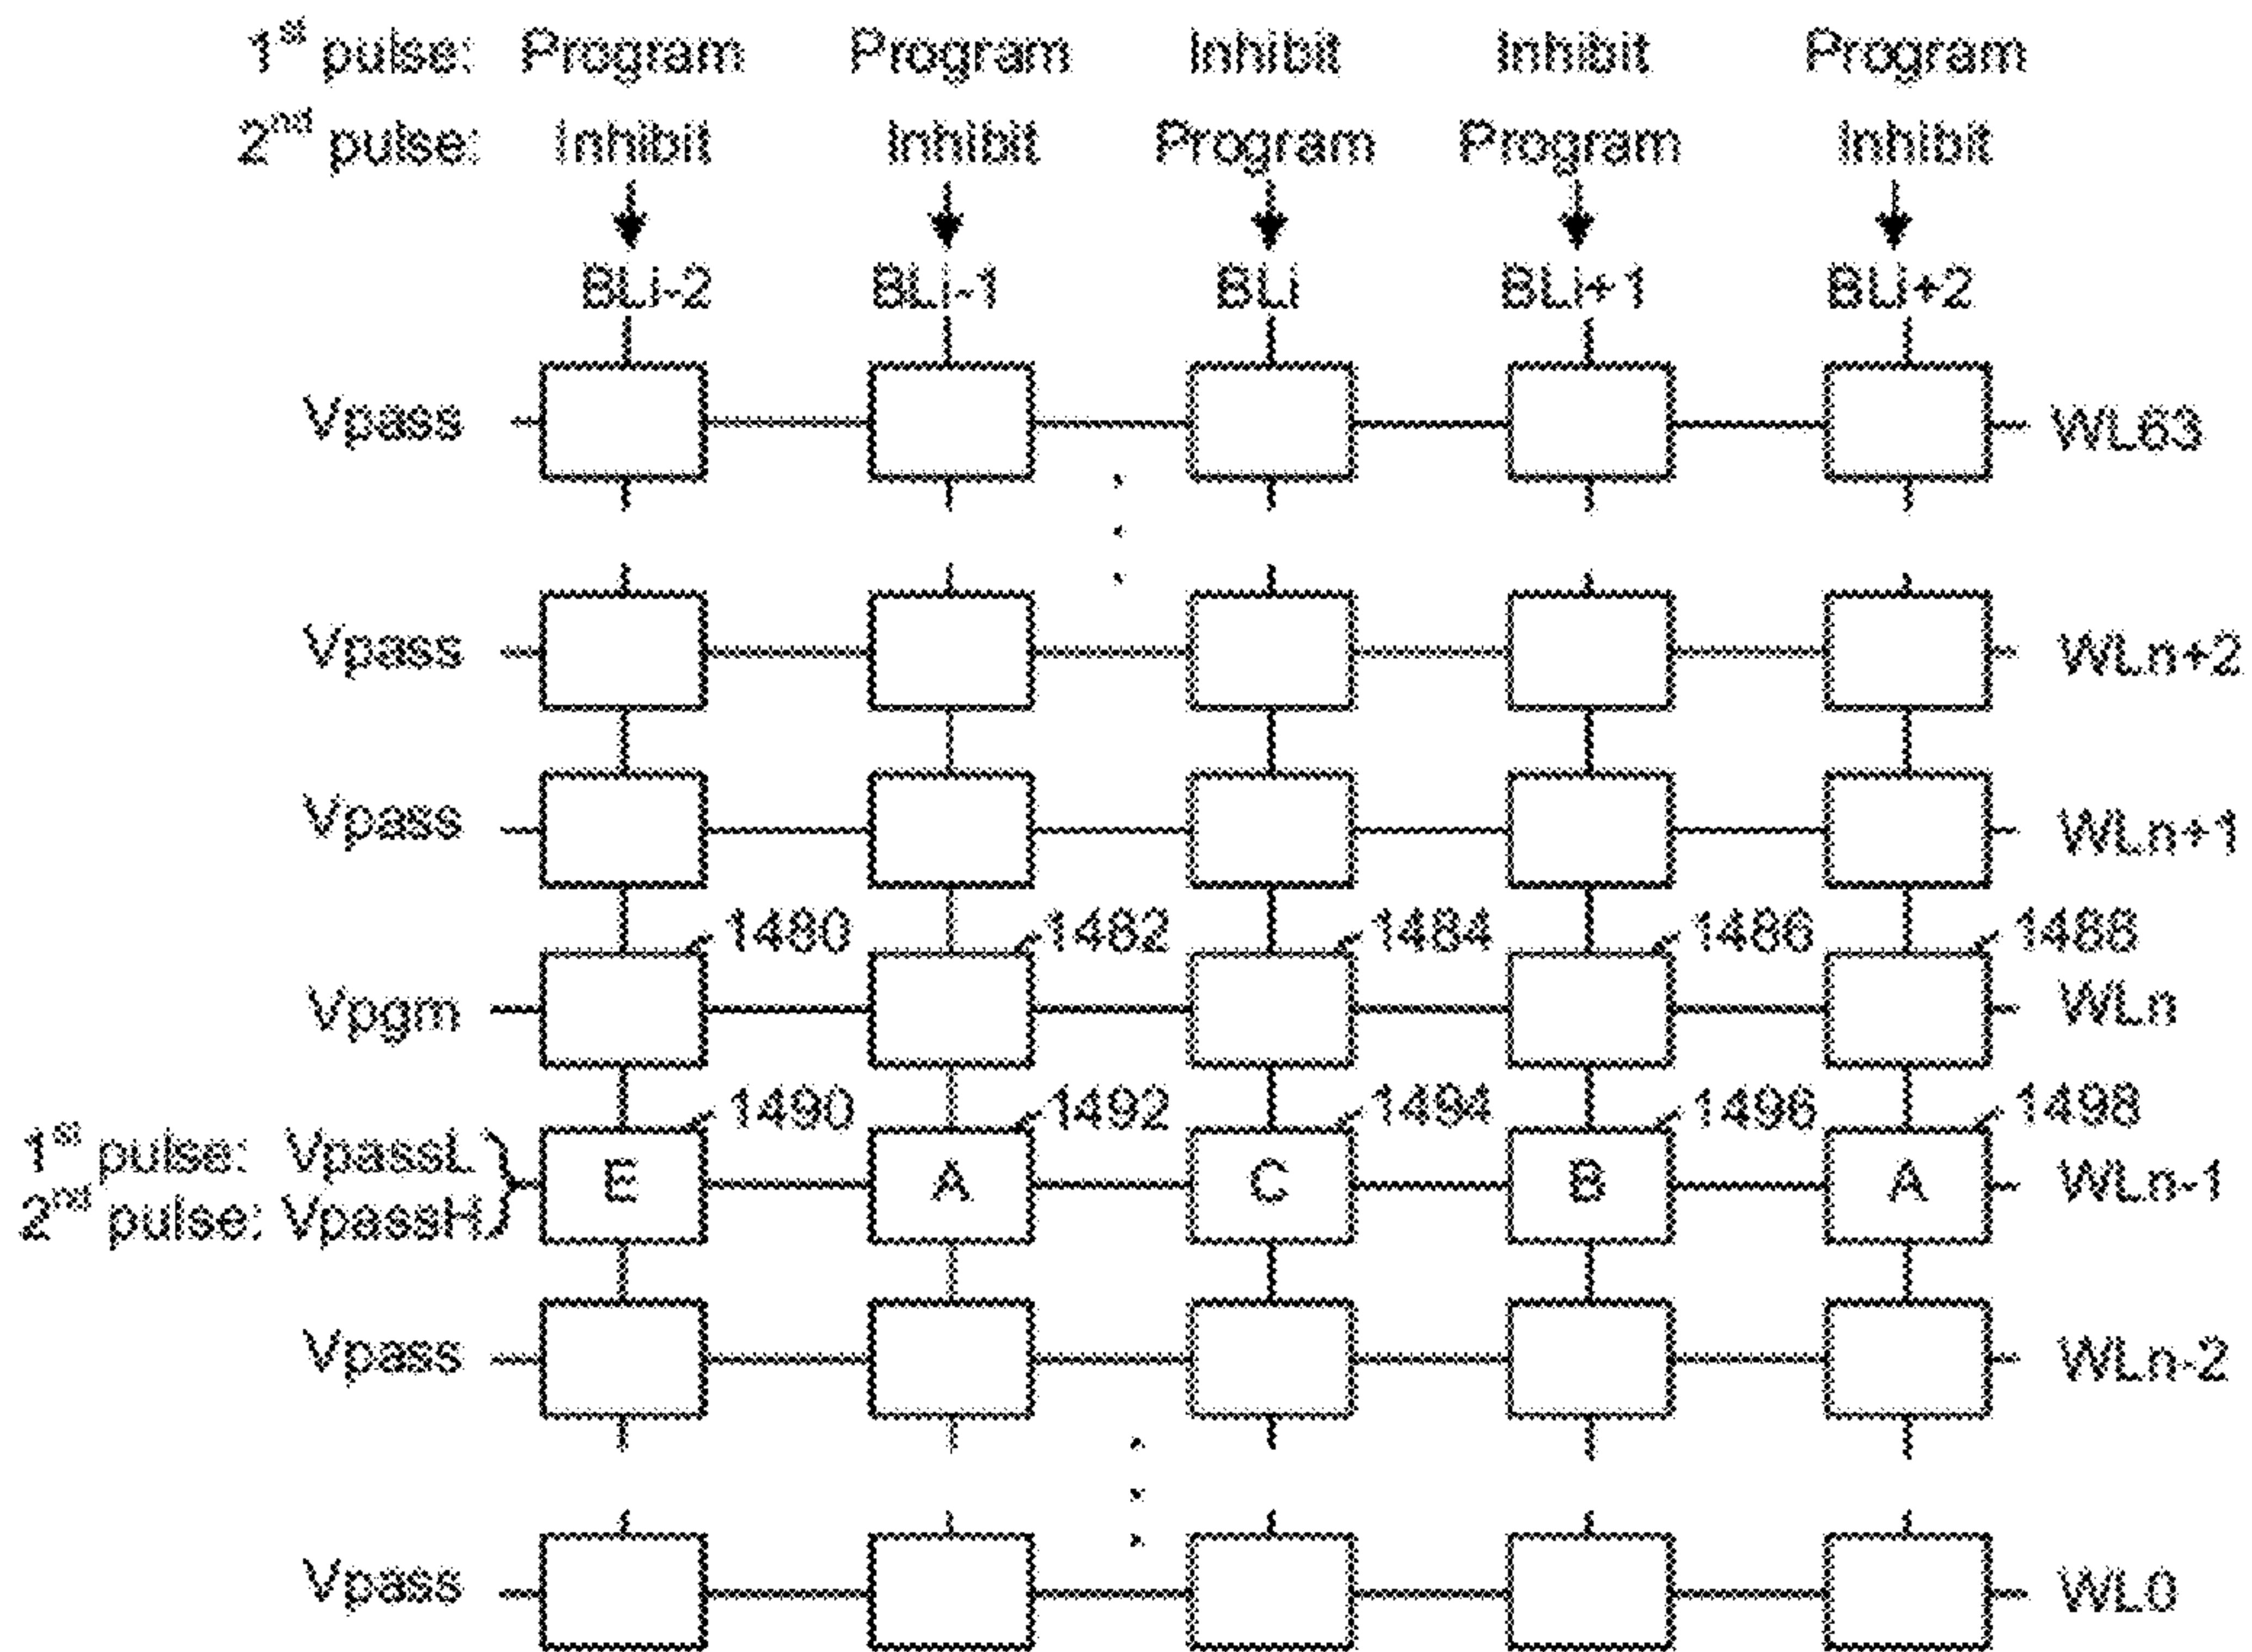 1st pulse: Program Program Inhibit Inhibit Program
2nd pulse: Inhibit Inhibit Program Program Inhibit
BLi-2 BLi-1 BLi BLi+1 BLi+2
Vpass WL63
Vpass WLn+2
Vpass WLn+1
1480 1482 1484 1486 1488
Vpgm WLn
1490 1492 1494 1496 1498
1st pulse: VpassL
E A C B A WLn-1
2nd pulse: VpassH
Vpass WLn-2
Vpass WL0